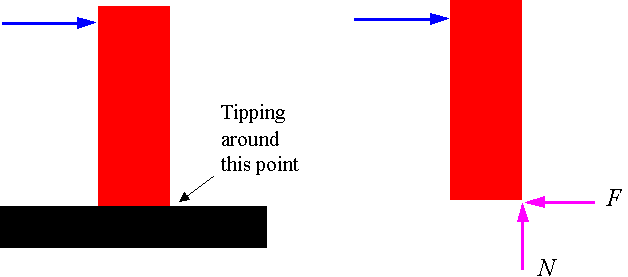 Tipping
around
this point
F
N